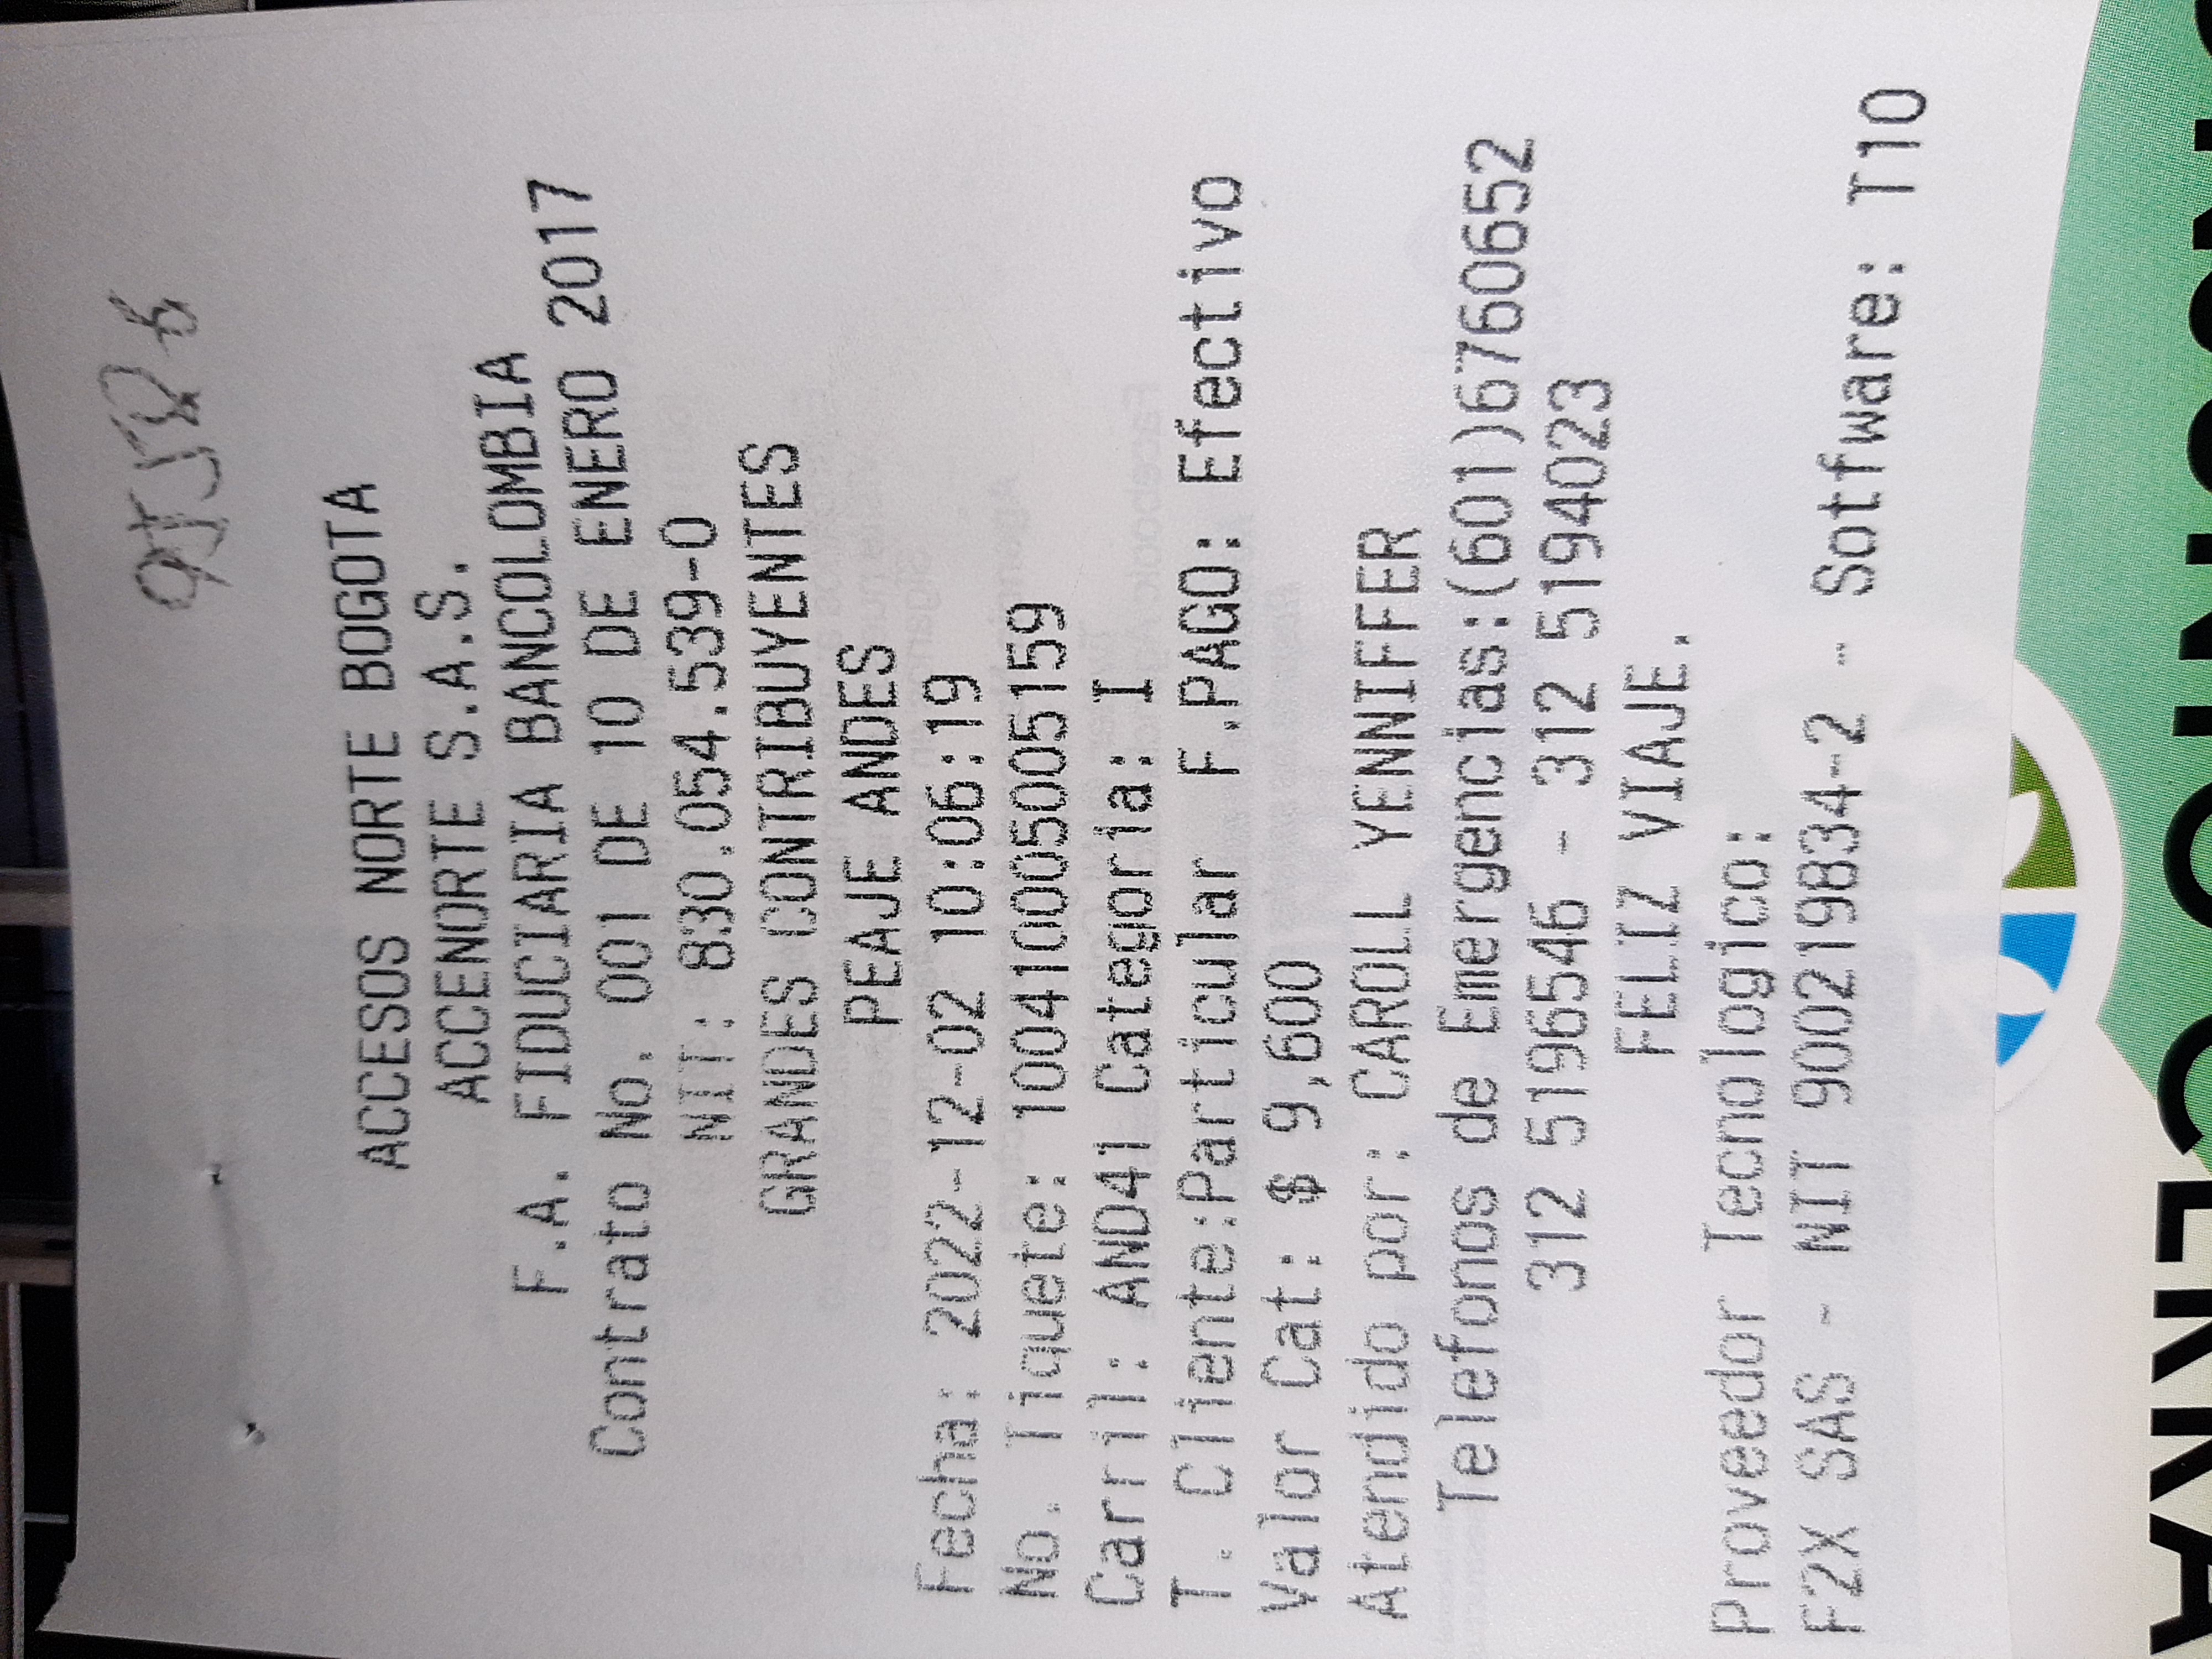 ACCESOS NORTE BOGOTA
ACCENORTE S.A.S.
F.A. FIDUCIARIA BANCOLOMBIA
Contrato No. 001 DE 10 DE ENERO 2017
NIT: 830.054.539-0
GRANDES CONTRIBUYENTES
PEAJE ANDES
Fecha: 2022-12-02 10:06:19
No. Tiquete: 100410005005159
Carril: AND41 Categoria: I
T. Cliente:Particular F.PAGO: Efectivo
Valor Cat: $ 9,600
Atendido por: CAROLL YENNIFFER
Telefonos de Emergencias:(601)6760652
312 5196546 - 312 5194023
FELIZ VIAJE.
Proveedor Tecnologico:
F2X SAS - NIT 900219834-2 - Sotfware: T10